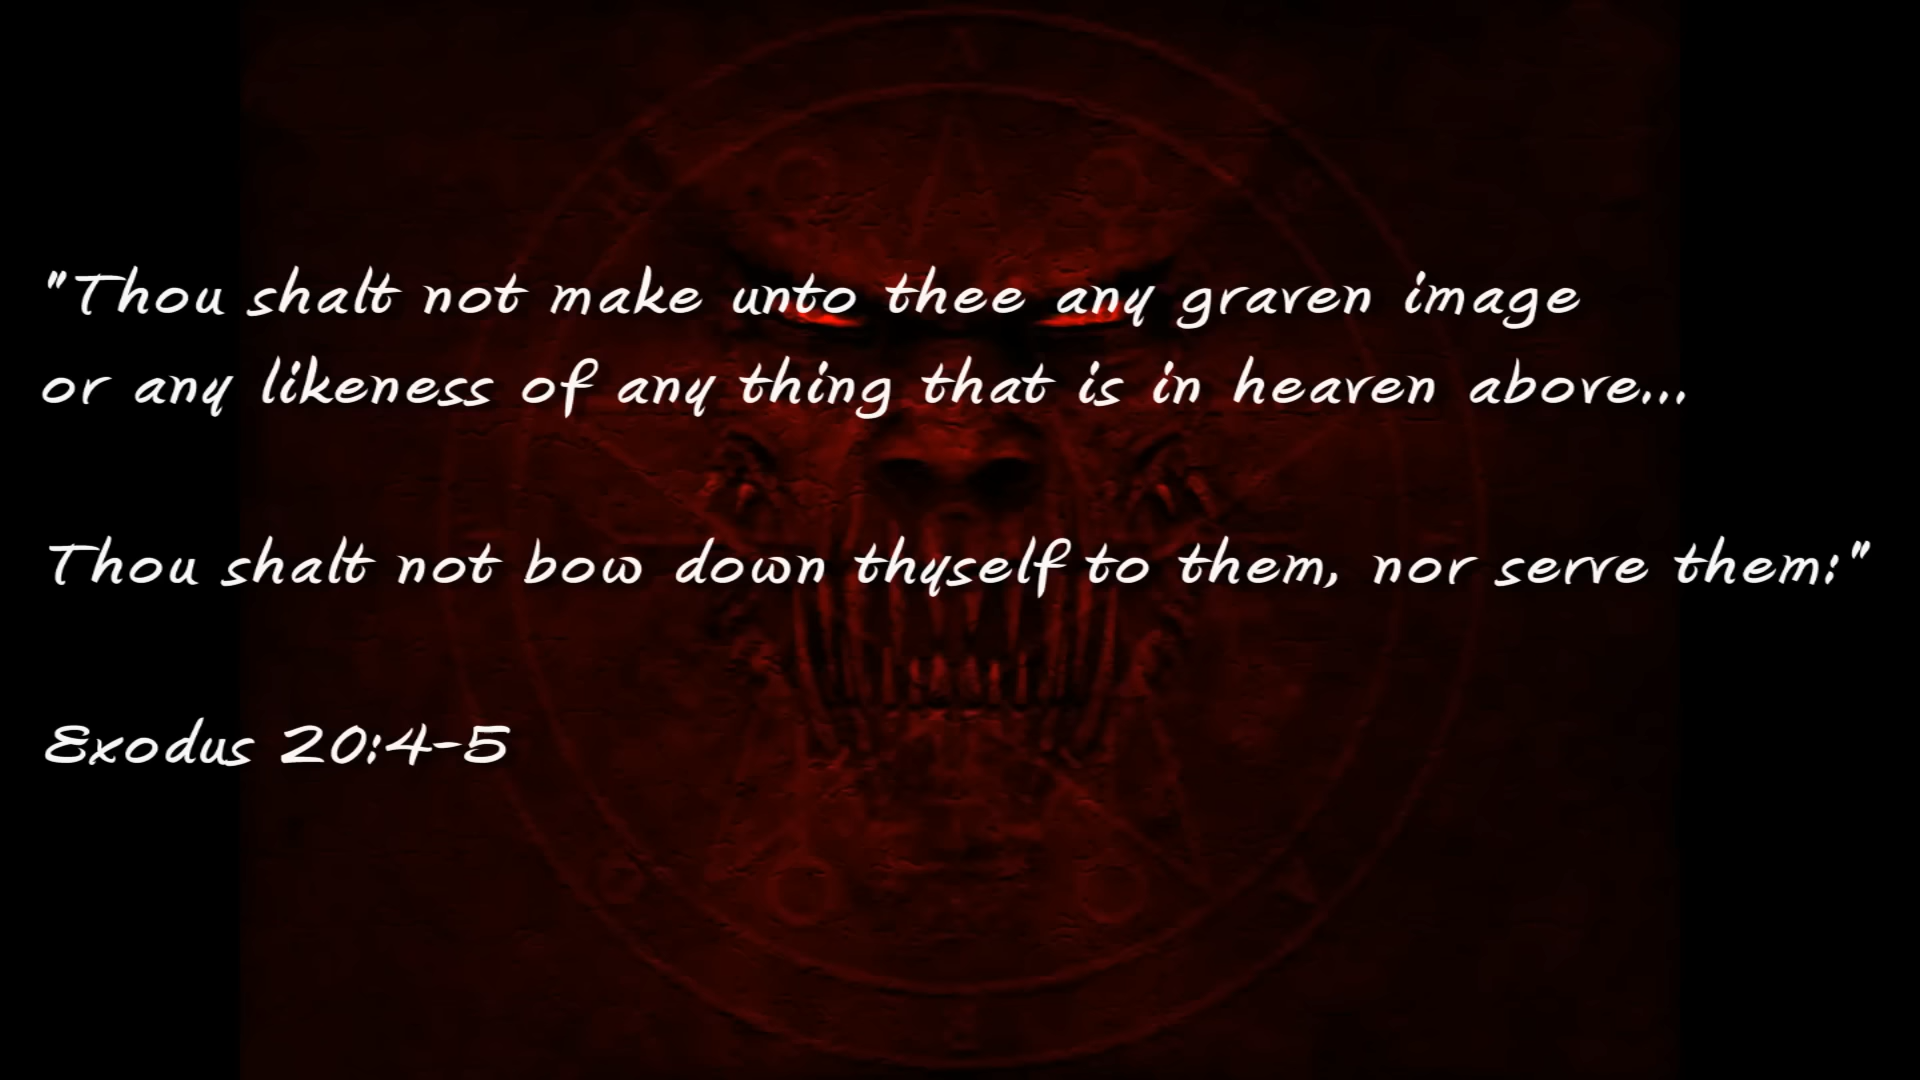 "Thou shalt not make unto thee any graven image
or any likeness of any thing that is in heaven above...
Thou shalt not bow down thyself to them, nor serve them:"
Exodus 20:4-5